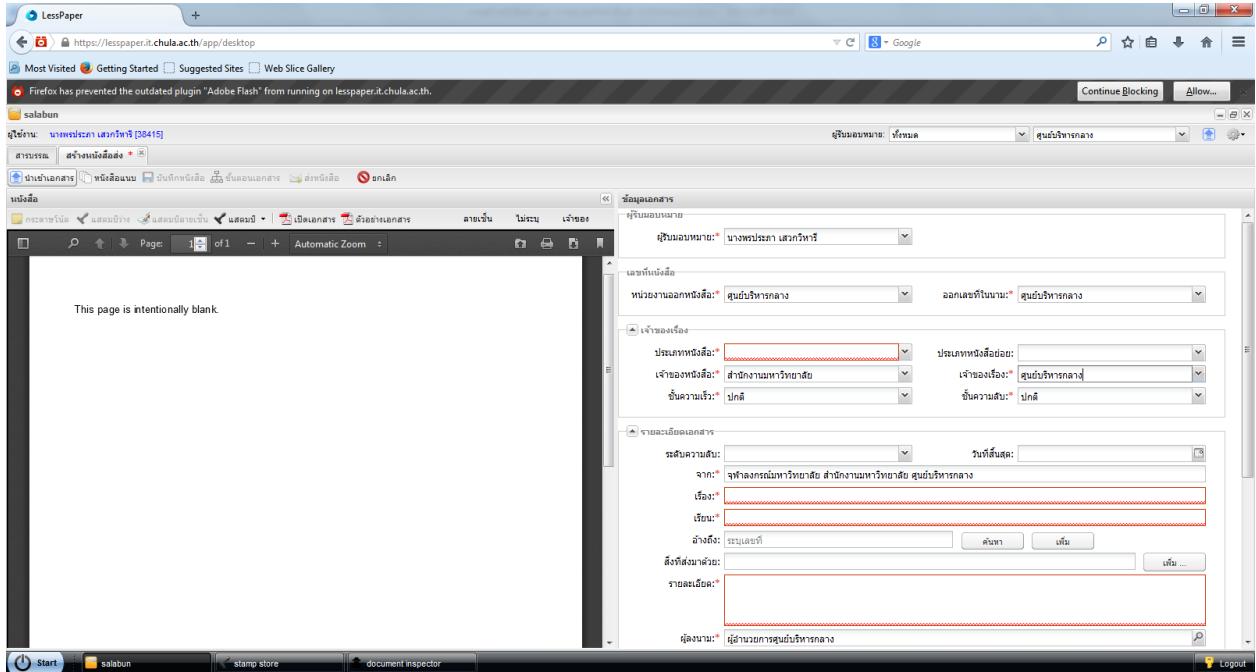 LessPaper
https://lesspaper.it.chula.ac.th/app/desktop
Google
Most Visited Getting Started Suggested Sites Web Slice Gallery
Firefox has prevented the outdated plugin "Adobe Flash" from running on lesspaper.it.chula.ac.th. Continue Blocking Allow...
salabun
ผู้ใช้งาน: นางพรประภา เสวกวิหารี [38415] ผู้รับมอบหมาย: ทั้งหมด ศูนย์บริหารกลาง
สารบรรณ สร้างหนังสือส่ง *
นำเข้าเอกสาร หนังสือแนบ บันทึกหนังสือ ขั้นตอนเอกสาร ส่งหนังสือ ยกเลิก
หนังสือ ข้อมูลเอกสาร
กระดาษโน้ต แสตมป์ว่าง แสตมป์ลายเซ็น แสตมป์ เปิดเอกสาร ตัวอย่างเอกสาร ลายเซ็น ไม่ระบุ เจ้าของ
Page: 1 of 1 Automatic Zoom
This page is intentionally blank.
ผู้รับมอบหมาย
ผู้รับมอบหมาย:* นางพรประภา เสวกวิหารี
เลขที่หนังสือ
หน่วยงานออกหนังสือ:* ศูนย์บริหารกลาง ออกเลขที่ในนาม:* ศูนย์บริหารกลาง
เจ้าของเรื่อง
ประเภทหนังสือ:* ประเภทหนังสือย่อย:
เจ้าของหนังสือ:* สำนักงานมหาวิทยาลัย เจ้าของเรื่อง:* ศูนย์บริหารกลาง
ชั้นความเร็ว:* ปกติ ชั้นความลับ:* ปกติ
รายละเอียดเอกสาร
ระดับความลับ: วันที่สิ้นสุด:
จาก:* จุฬาลงกรณ์มหาวิทยาลัย สำนักงานมหาวิทยาลัย ศูนย์บริหารกลาง
เรื่อง:*
เรียน:*
อ้างถึง: ระบุเลขที่ ค้นหา เพิ่ม
สิ่งที่ส่งมาด้วย: เพิ่ม ...
รายละเอียด:*
ผู้ลงนาม:* ผู้อำนวยการศูนย์บริหารกลาง
Start salabun stamp store document inspector Logout